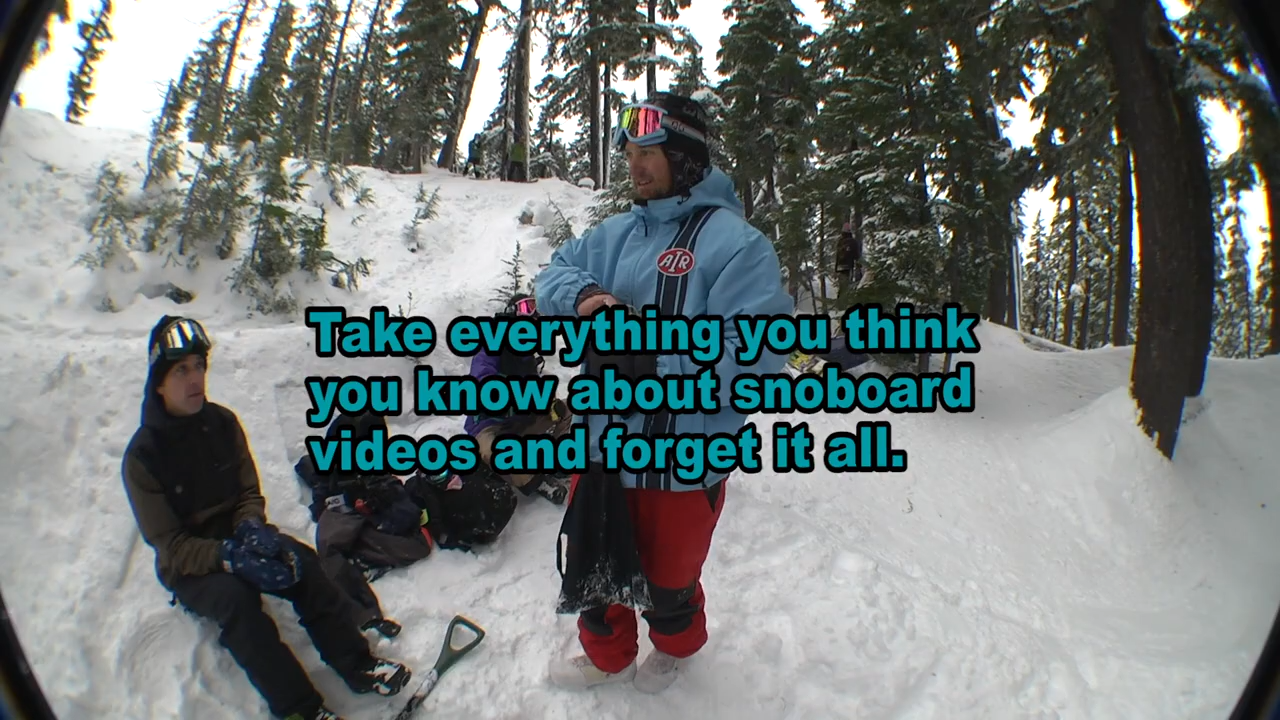 AIR
Take everything you think
you know about snoboard
videos and forget it all.